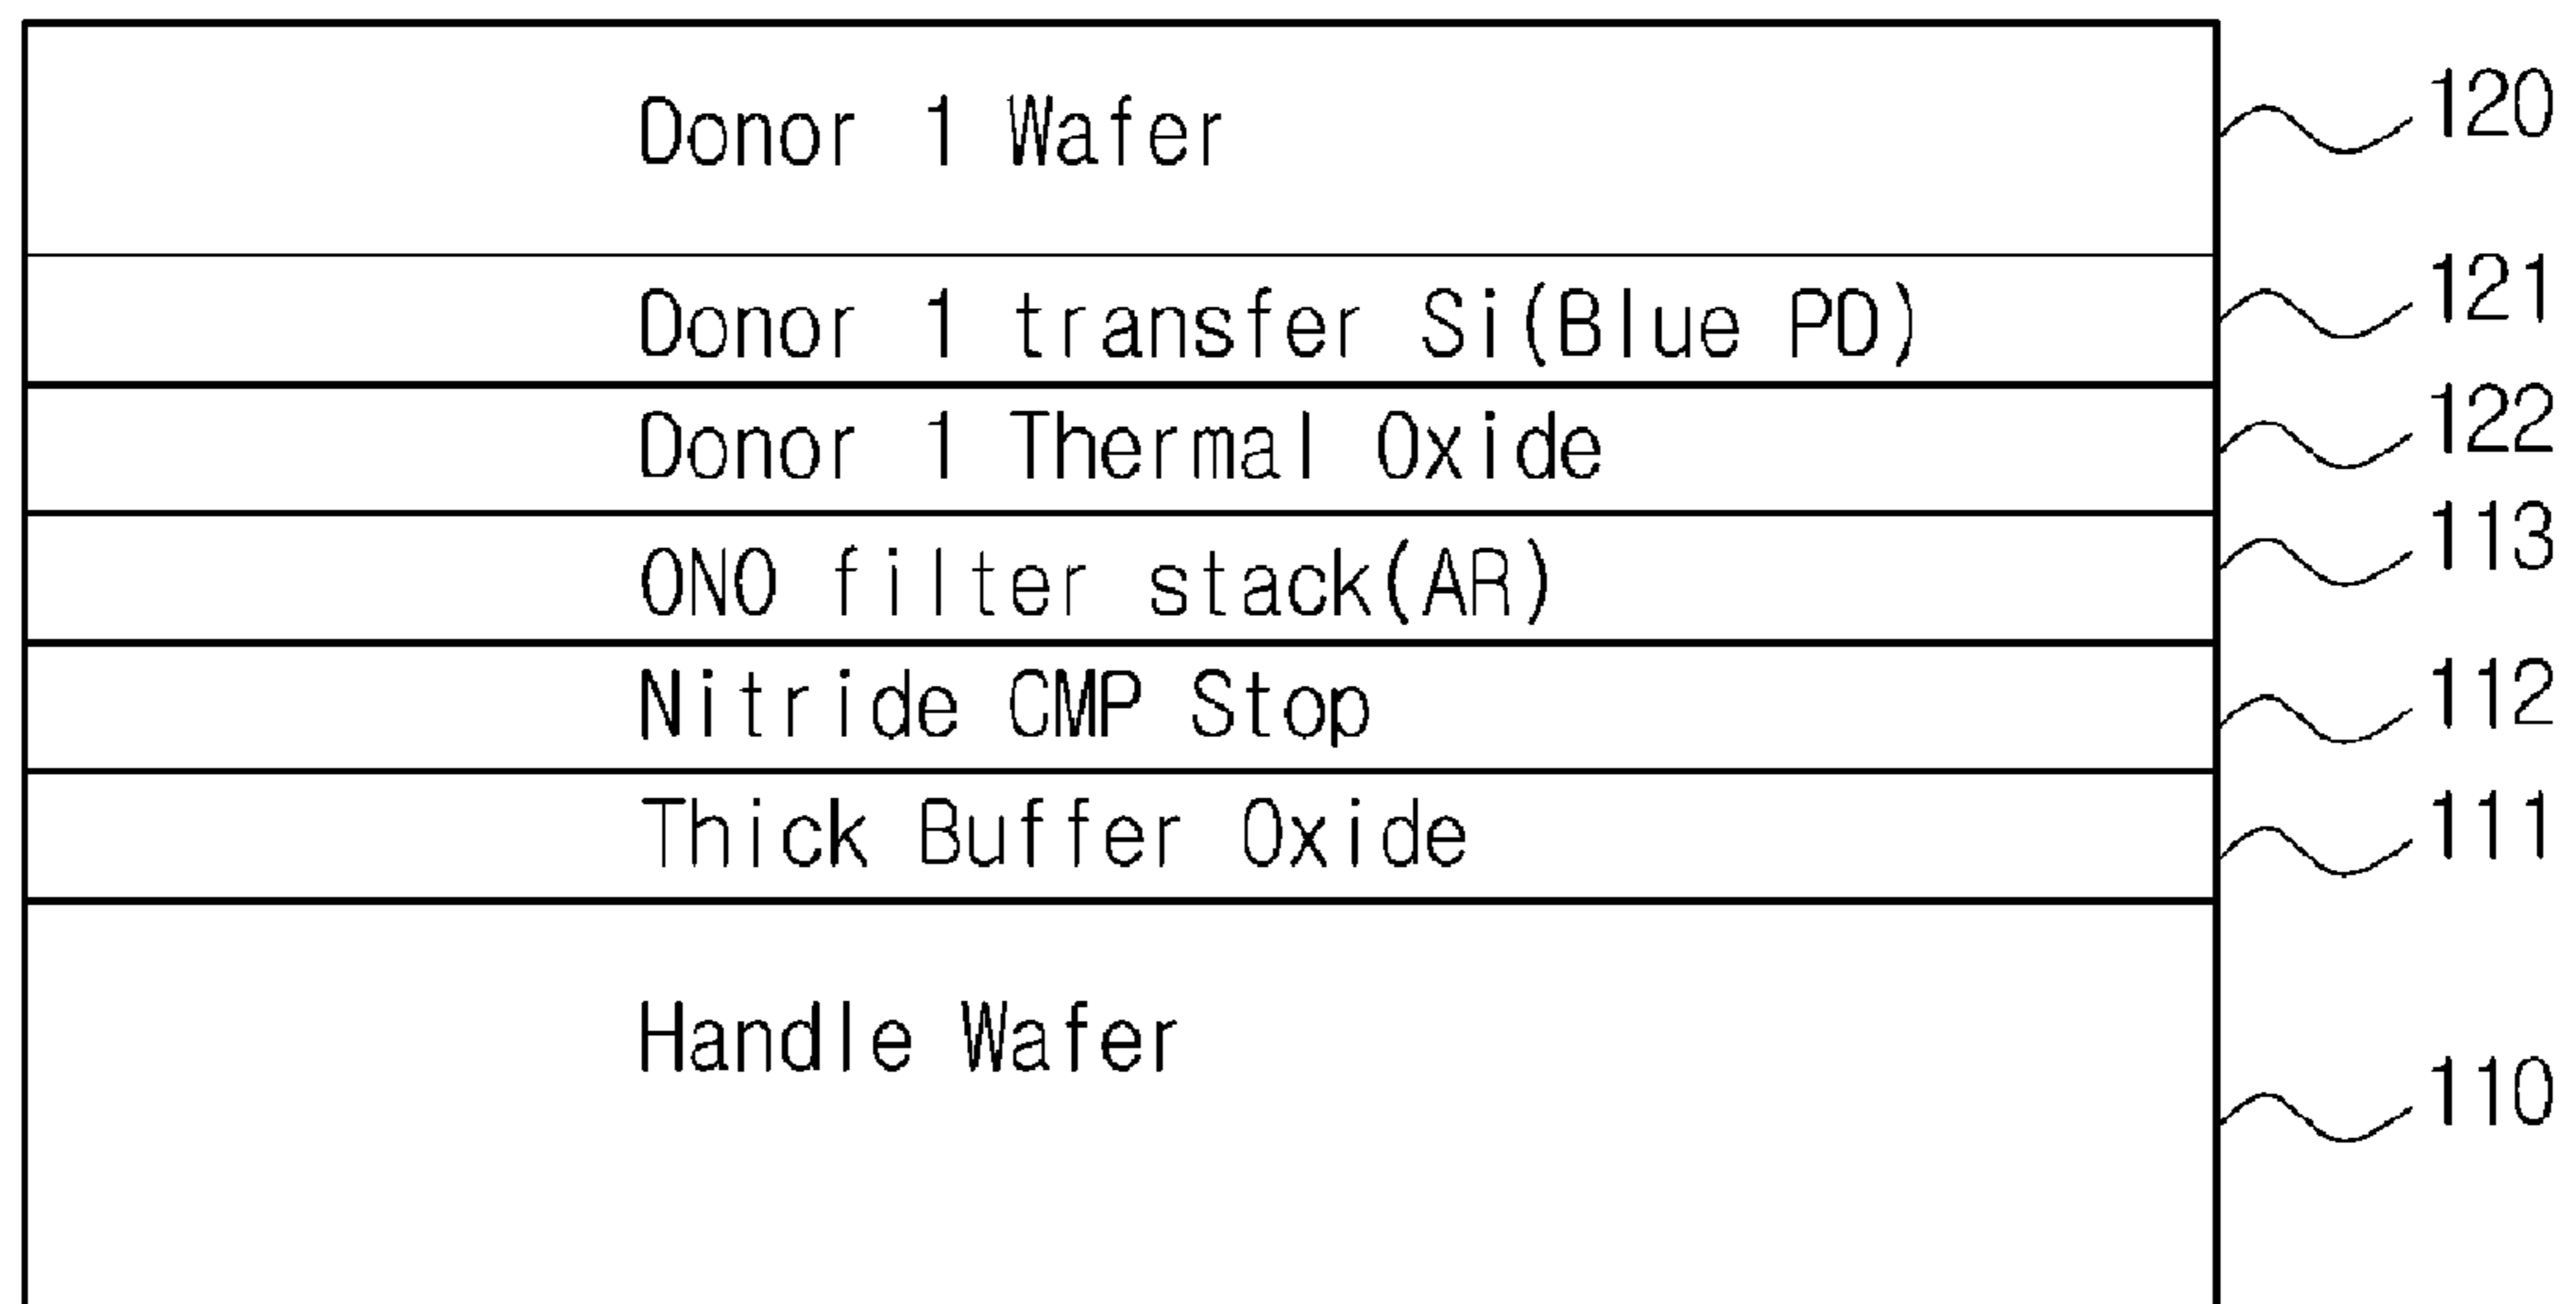 Donor 1 Wafer 120
Donor 1 transfer Si(Blue PD) 121
Donor 1 Thermal Oxide 122
ONO filter stack(AR) 113
Nitride CMP Stop 112
Thick Buffer Oxide 111
Handle Wafer 110